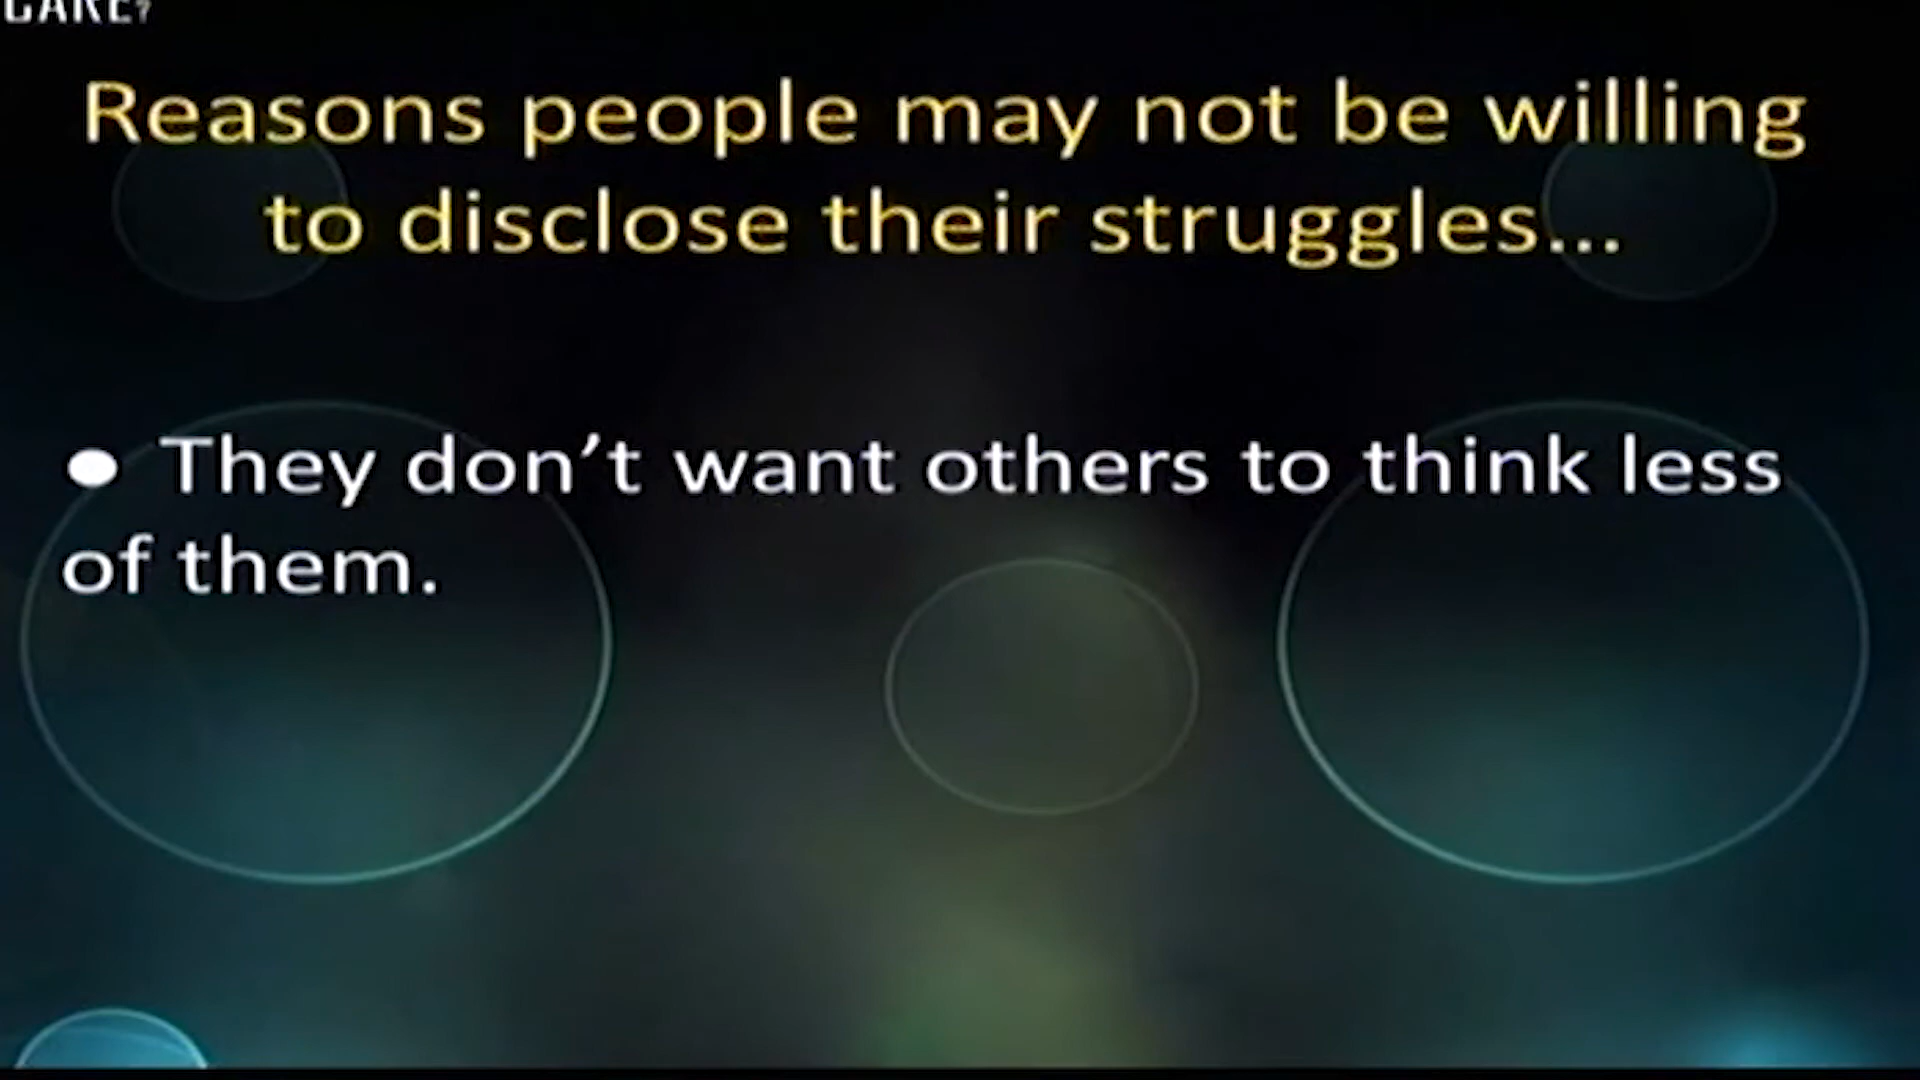 CARE?
Reasons people may not be willing
to disclose their struggles...
● They don’t want others to think less
of them.